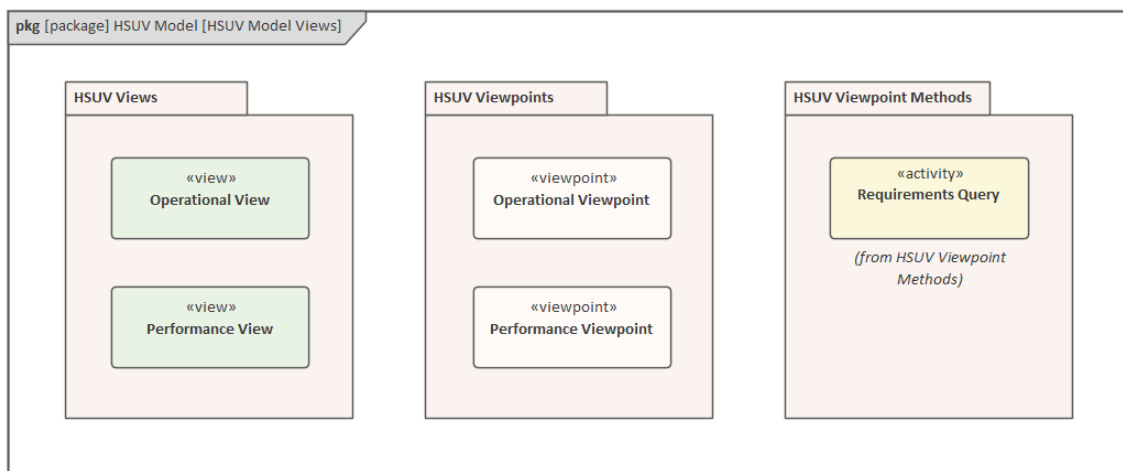 pkg [package] HSUV Model [HSUV Model Views]
HSUV Views
«view»
Operational View
«view»
Performance View
HSUV Viewpoints
«viewpoint»
Operational Viewpoint
«viewpoint»
Performance Viewpoint
HSUV Viewpoint Methods
«activity»
Requirements Query
(from HSUV Viewpoint
Methods)